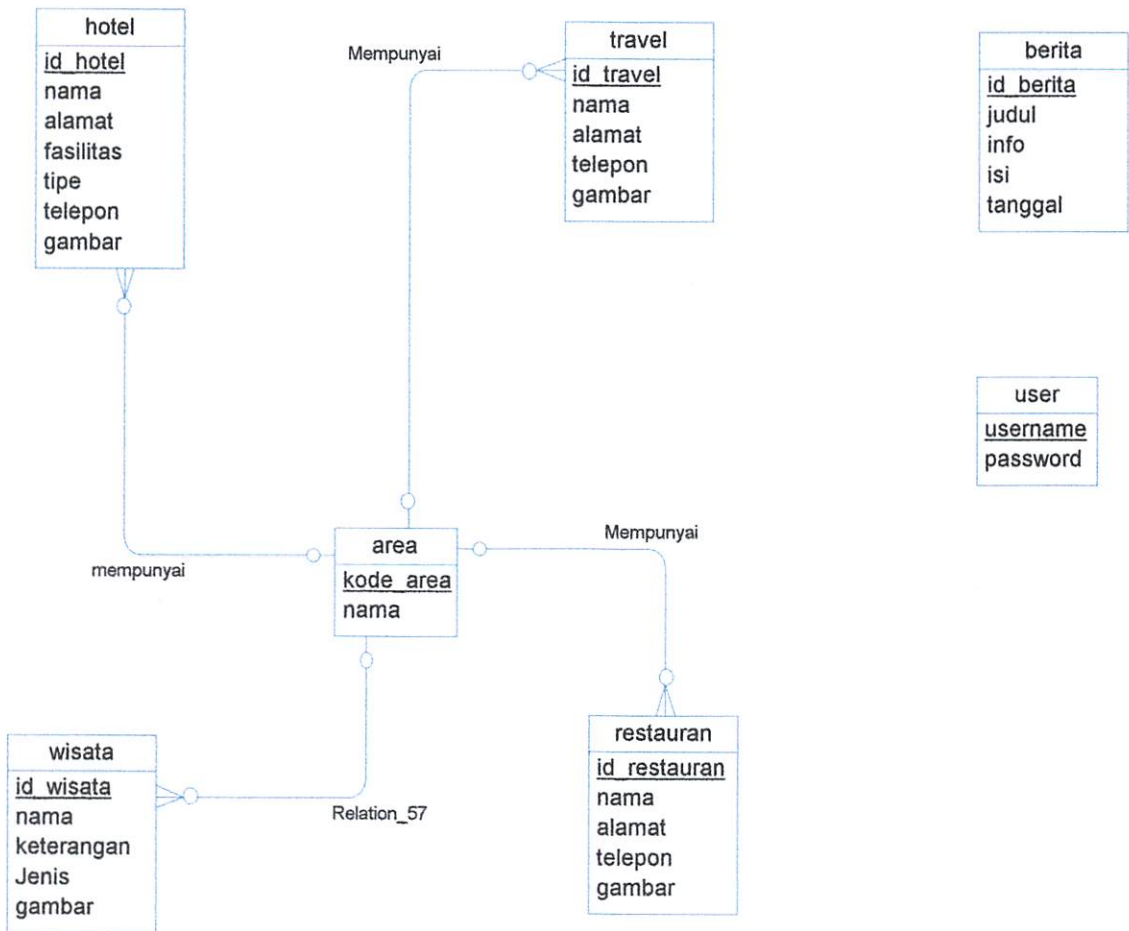 hotel
id_hotel
nama
alamat
fasilitas
tipe
telepon
gambar
Mempunyai
travel
id_travel
nama
alamat
telepon
gambar
berita
id_berita
judul
info
isi
tanggal
user
username
password
mempunyai
area
kode_area
nama
Mempunyai
wisata
id_wisata
nama
keterangan
Jenis
gambar
Relation_57
restauran
id_restauran
nama
alamat
telepon
gambar